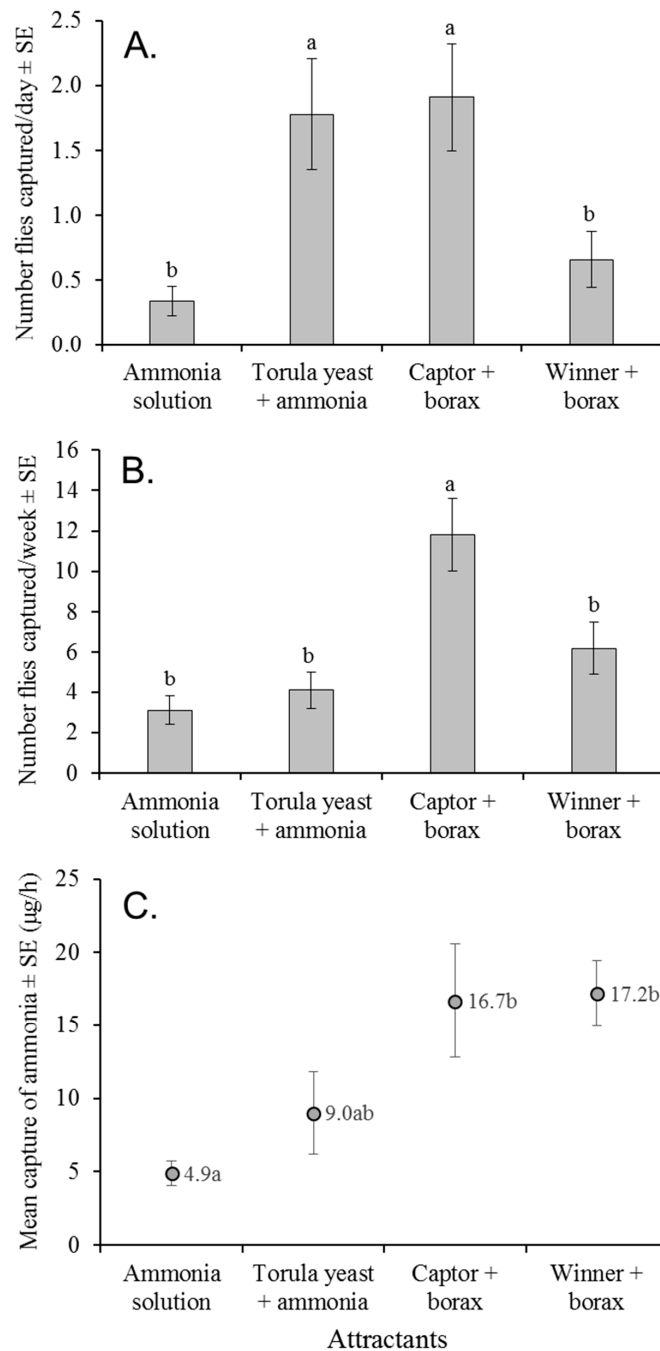 A.
Number flies captured/day ± SE
2.5
2.0
1.5
1.0
0.5
0.0
b
a
a
b
Ammonia
solution
Torula yeast
+ ammonia
Captor +
borax
Winner +
borax
B.
Number flies captured/week ± SE
16
14
12
10
8
6
4
2
0
b
b
a
b
Ammonia
solution
Torula yeast
+ ammonia
Captor +
borax
Winner +
borax
C.
Mean capture of ammonia ± SE (µg/h)
25
20
15
10
5
0
4.9a
9.0ab
16.7b
17.2b
Ammonia
solution
Torula yeast
+ ammonia
Captor +
borax
Winner +
borax
Attractants